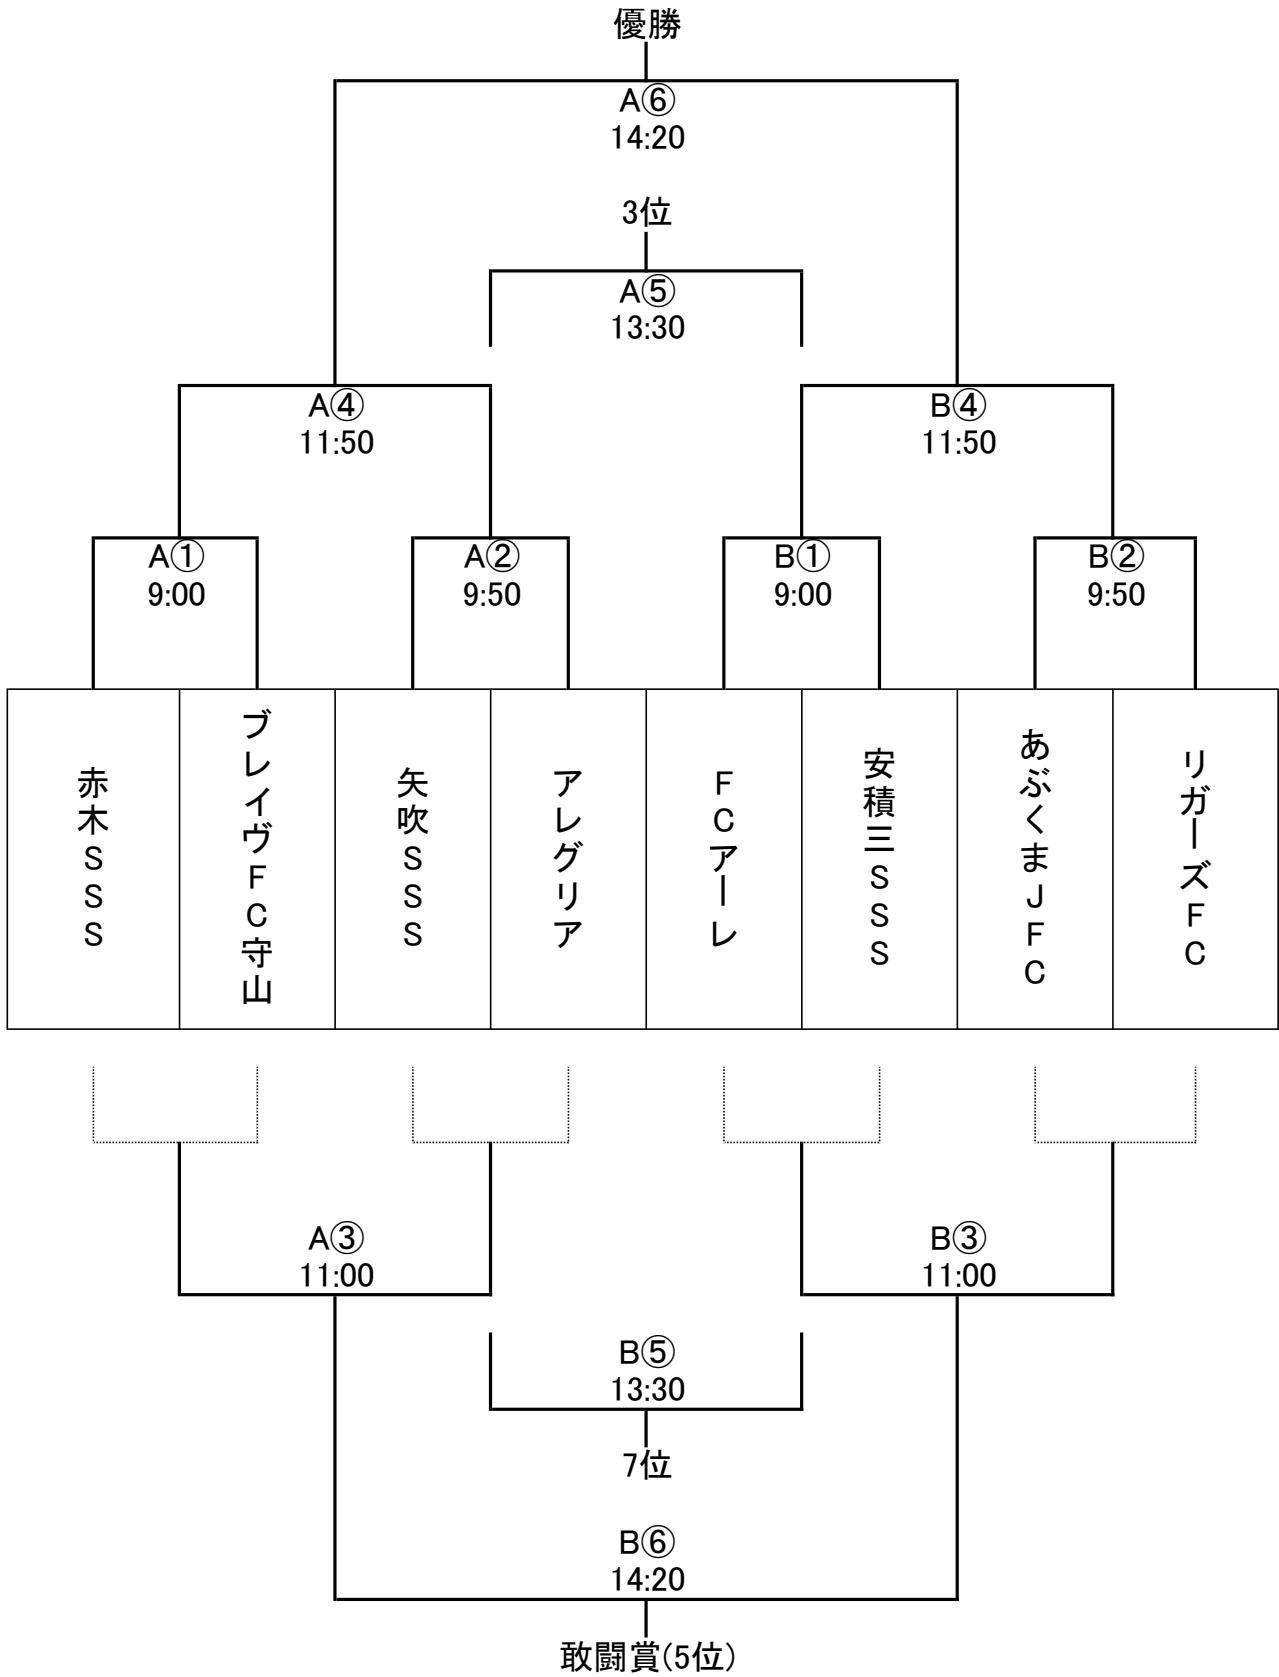 優勝
A⑥
14:20
3位
A⑤
13:30
A④
11:50
B④
11:50
A①
9:00
A②
9:50
B①
9:00
B②
9:50
赤木SSS
ブレイヴFC守山
矢吹SSS
アレグリア
FCアーレ
安積三SSS
あぶくまJFC
リガーズFC
A③
11:00
B③
11:00
B⑤
13:30
7位
B⑥
14:20
敢闘賞(5位)